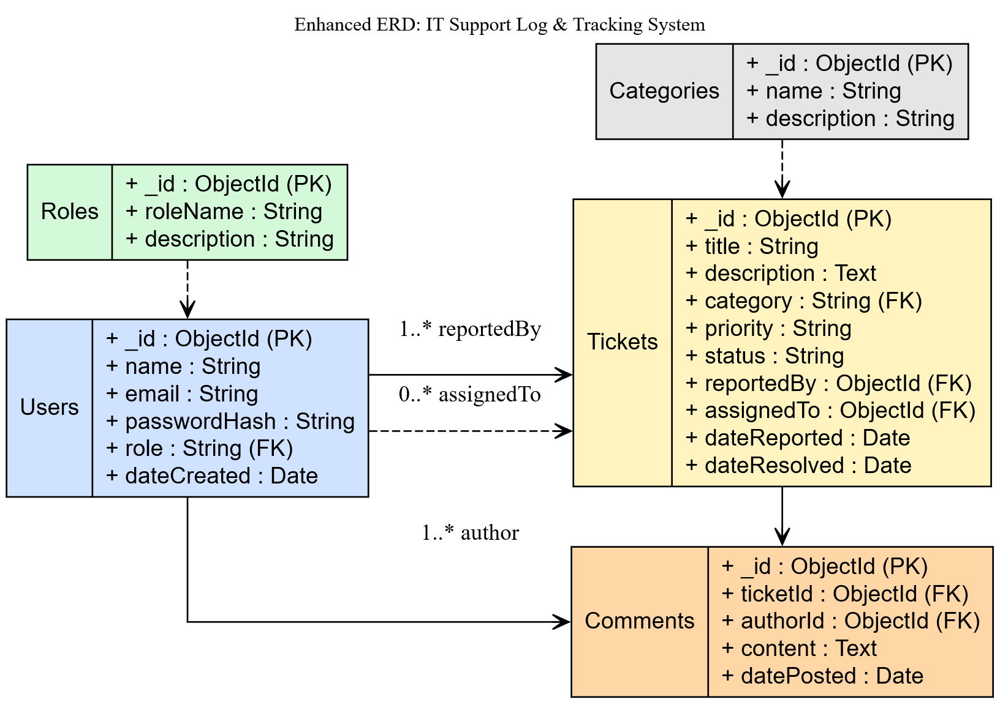 Enhanced ERD: IT Support Log & Tracking System
Categories
+ _id : ObjectId (PK)
+ name : String
+ description : String
Roles
+ _id : ObjectId (PK)
+ roleName : String
+ description : String
Users
+ _id : ObjectId (PK)
+ name : String
+ email : String
+ passwordHash : String
+ role : String (FK)
+ dateCreated : Date
1..* reportedBy
0..* assignedTo
Tickets
+ _id : ObjectId (PK)
+ title : String
+ description : Text
+ category : String (FK)
+ priority : String
+ status : String
+ reportedBy : ObjectId (FK)
+ assignedTo : ObjectId (FK)
+ dateReported : Date
+ dateResolved : Date
1..* author
Comments
+ _id : ObjectId (PK)
+ ticketId : ObjectId (FK)
+ authorId : ObjectId (FK)
+ content : Text
+ datePosted : Date